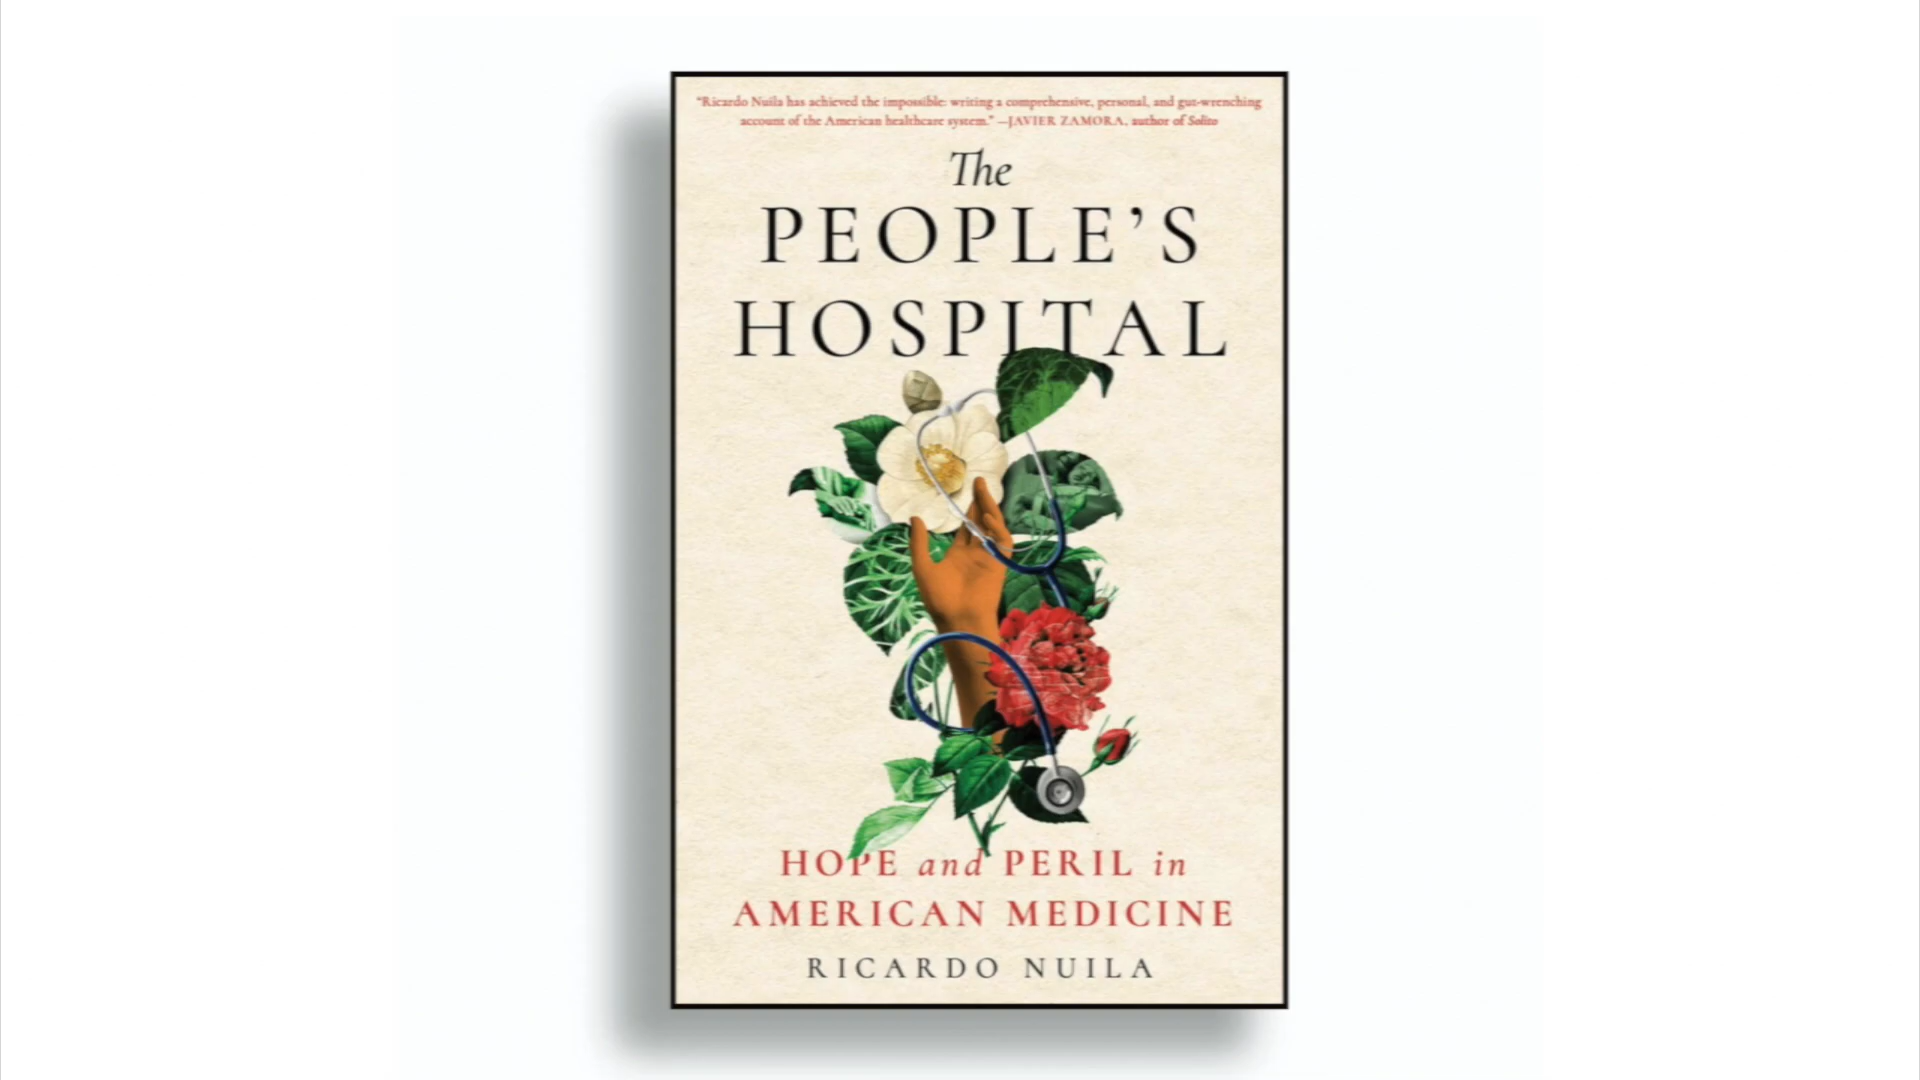 "Ricardo Nuila has achieved the impossible: writing a comprehensive, personal, and gut-wrenching
account of the American healthcare system." —JAVIER ZAMORA, author of Solito
The
PEOPLE'S
HOSPITAL
HOPE and PERIL in
AMERICAN MEDICINE
RICARDO NUILA